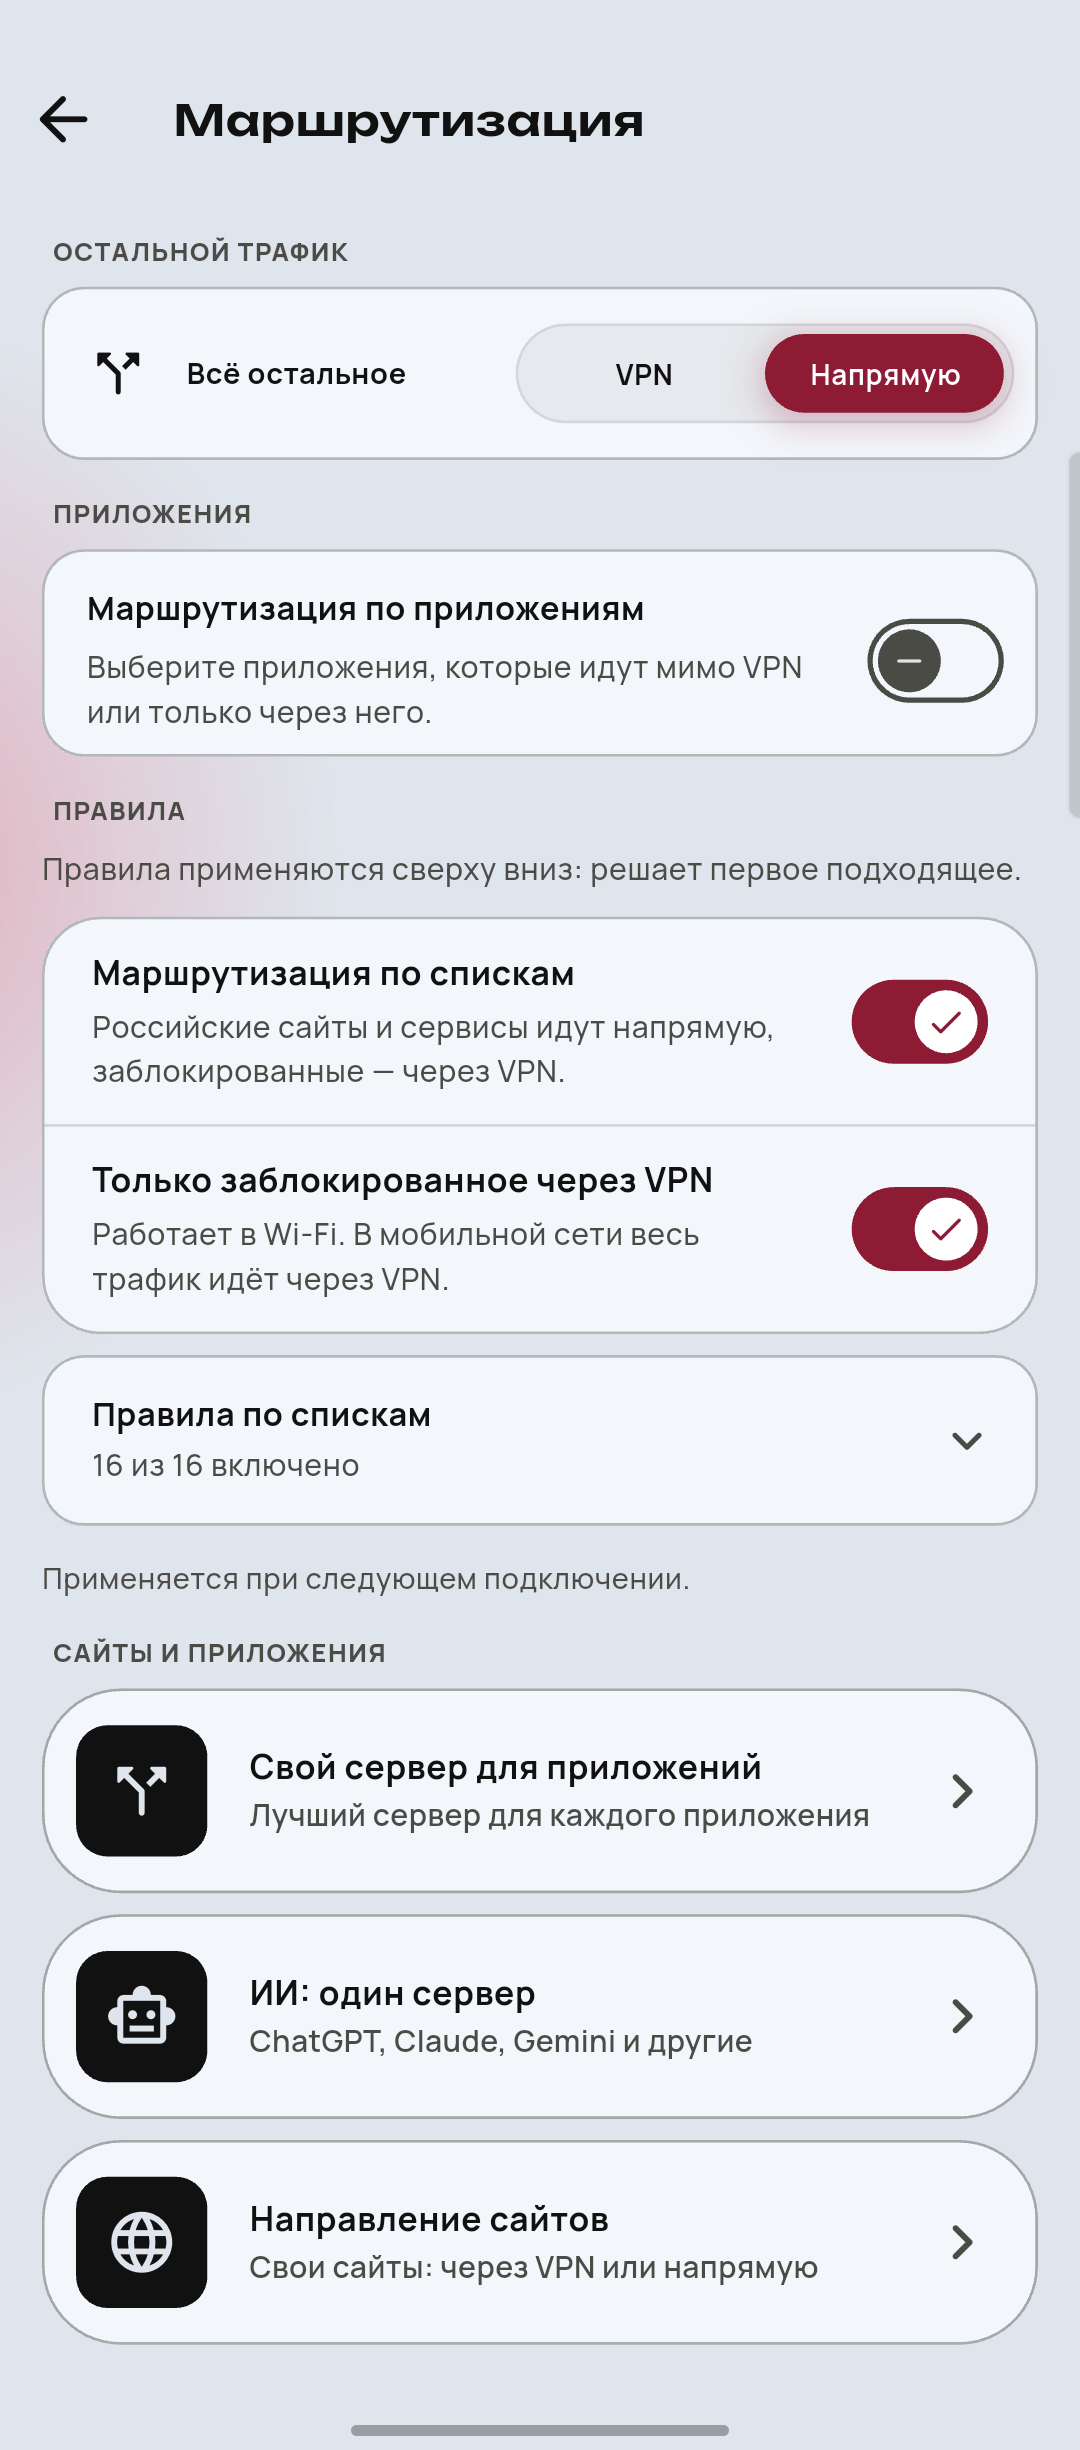 Маршрутизация
ОСТАЛЬНОЙ ТРАФИК
Всё остальное
VPN
Напрямую
ПРИЛОЖЕНИЯ
Маршрутизация по приложениям
Выберите приложения, которые идут мимо VPN
или только через него.
ПРАВИЛА
Правила применяются сверху вниз: решает первое подходящее.
Маршрутизация по спискам
Российские сайты и сервисы идут напрямую,
заблокированные — через VPN.
Только заблокированное через VPN
Работает в Wi-Fi. В мобильной сети весь
трафик идёт через VPN.
Правила по спискам
16 из 16 включено
Применяется при следующем подключении.
САЙТЫ И ПРИЛОЖЕНИЯ
Свой сервер для приложений
Лучший сервер для каждого приложения
ИИ: один сервер
ChatGPT, Claude, Gemini и другие
Направление сайтов
Свои сайты: через VPN или напрямую